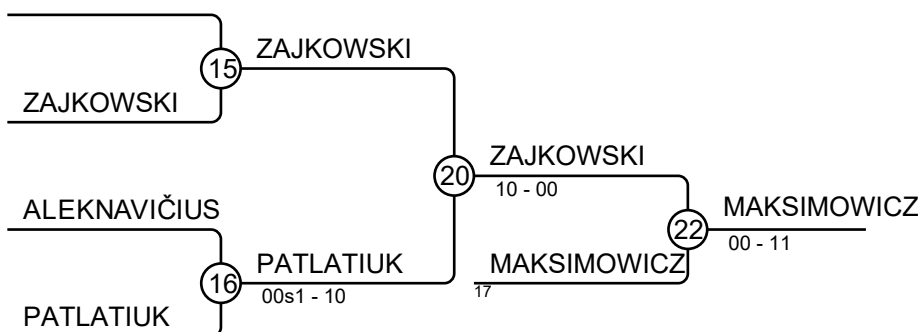 ZAJKOWSKI
15
ZAJKOWSKI
ZAJKOWSKI
20
10 - 00
ALEKNAVIČIUS
MAKSIMOWICZ
22
00 - 11
PATLATIUK
MAKSIMOWICZ
16
00s1 - 10
17
PATLATIUK